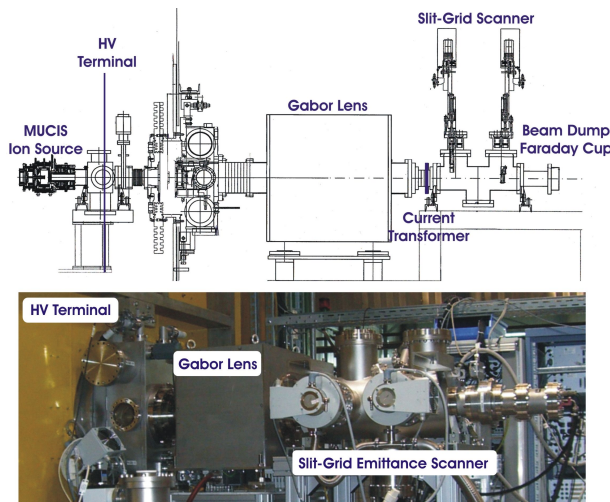 Slit-Grid Scanner
HV
Terminal
Gabor Lens
MUCIS
Ion Source
Beam Dump
Faraday Cup
Current
Transformer
HV Terminal
Gabor Lens
Slit-Grid Emittance Scanner